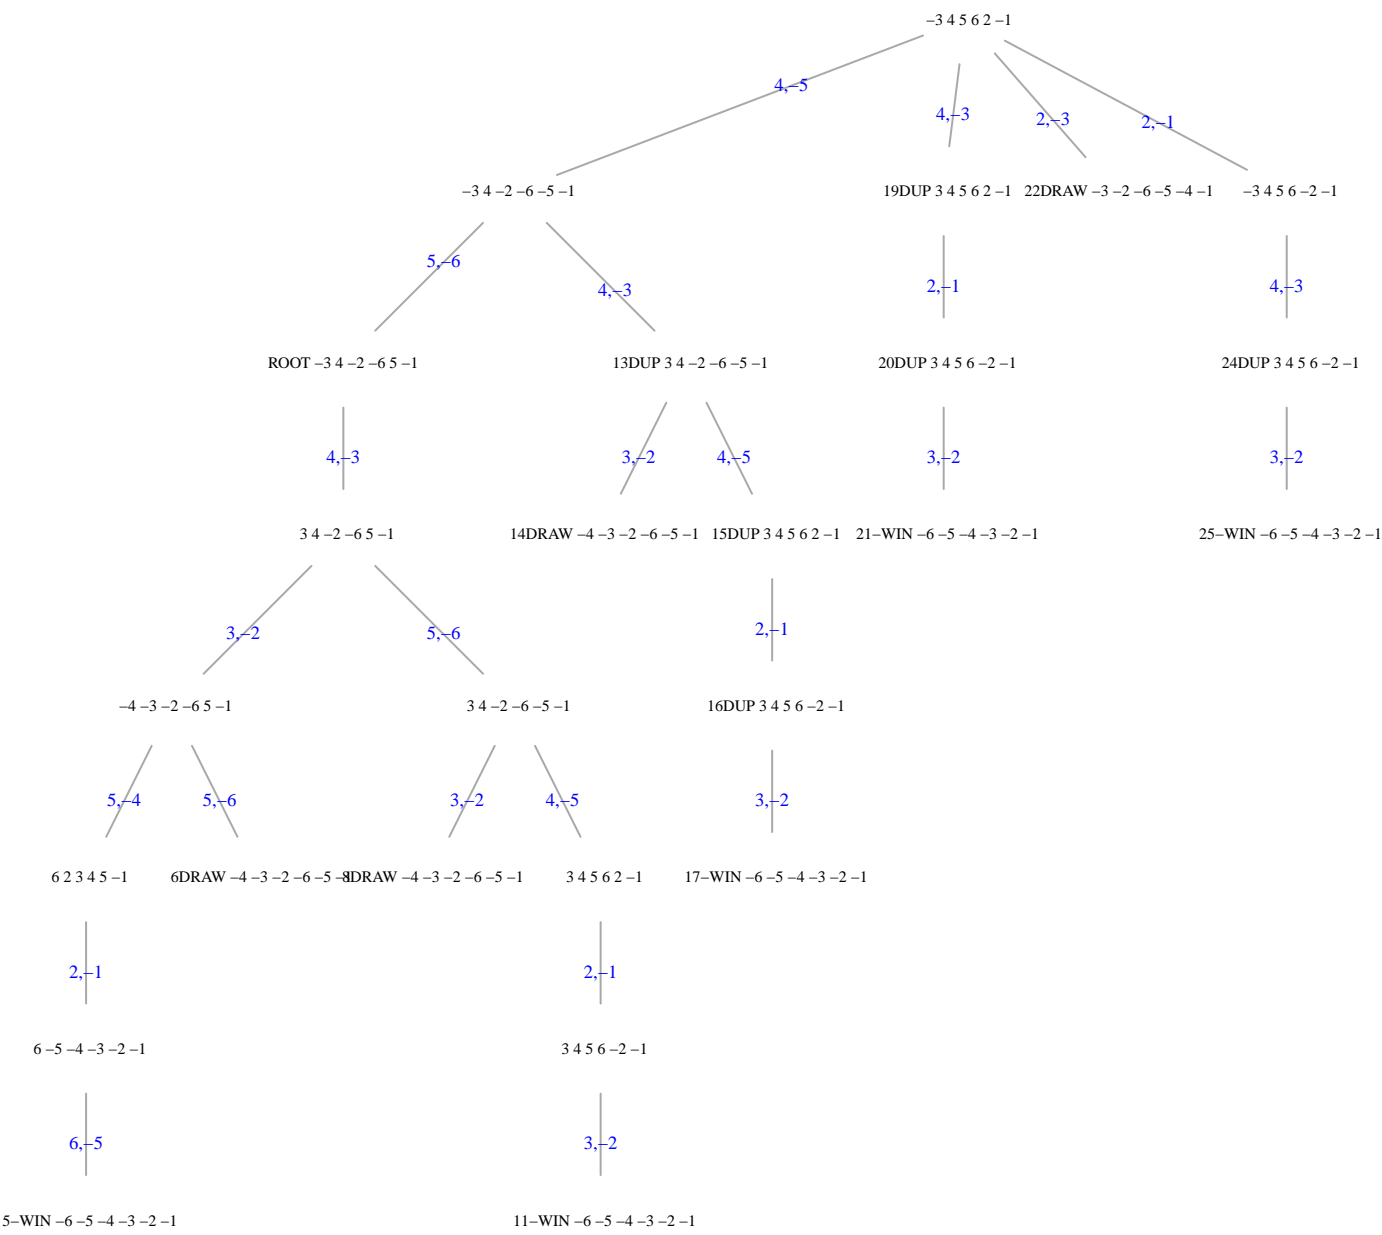 –3 4 5 6 2 –1
4,–5
4,–3
2,–3
2,–1
–3 4 –2 –6 –5 –1
19DUP 3 4 5 6 2 –1
22DRAW –3 –2 –6 –5 –4 –1
–3 4 5 6 –2 –1
5,–6
4,–3
2,–1
4,–3
ROOT –3 4 –2 –6 5 –1
13DUP 3 4 –2 –6 –5 –1
20DUP 3 4 5 6 –2 –1
24DUP 3 4 5 6 –2 –1
4,–3
3,–2
4,–5
3,–2
3,–2
3 4 –2 –6 5 –1
14DRAW –4 –3 –2 –6 –5 –1
15DUP 3 4 5 6 2 –1
21–WIN –6 –5 –4 –3 –2 –1
25–WIN –6 –5 –4 –3 –2 –1
3,–2
5,–6
2,–1
–4 –3 –2 –6 5 –1
3 4 –2 –6 –5 –1
16DUP 3 4 5 6 –2 –1
5,–4
5,–6
3,–2
4,–5
3,–2
6 2 3 4 5 –1
6DRAW –4 –3 –2 –6 –5 –1
8DRAW –4 –3 –2 –6 –5 –1
3 4 5 6 2 –1
17–WIN –6 –5 –4 –3 –2 –1
2,–1
2,–1
6 –5 –4 –3 –2 –1
3 4 5 6 –2 –1
6,–5
3,–2
5–WIN –6 –5 –4 –3 –2 –1
11–WIN –6 –5 –4 –3 –2 –1